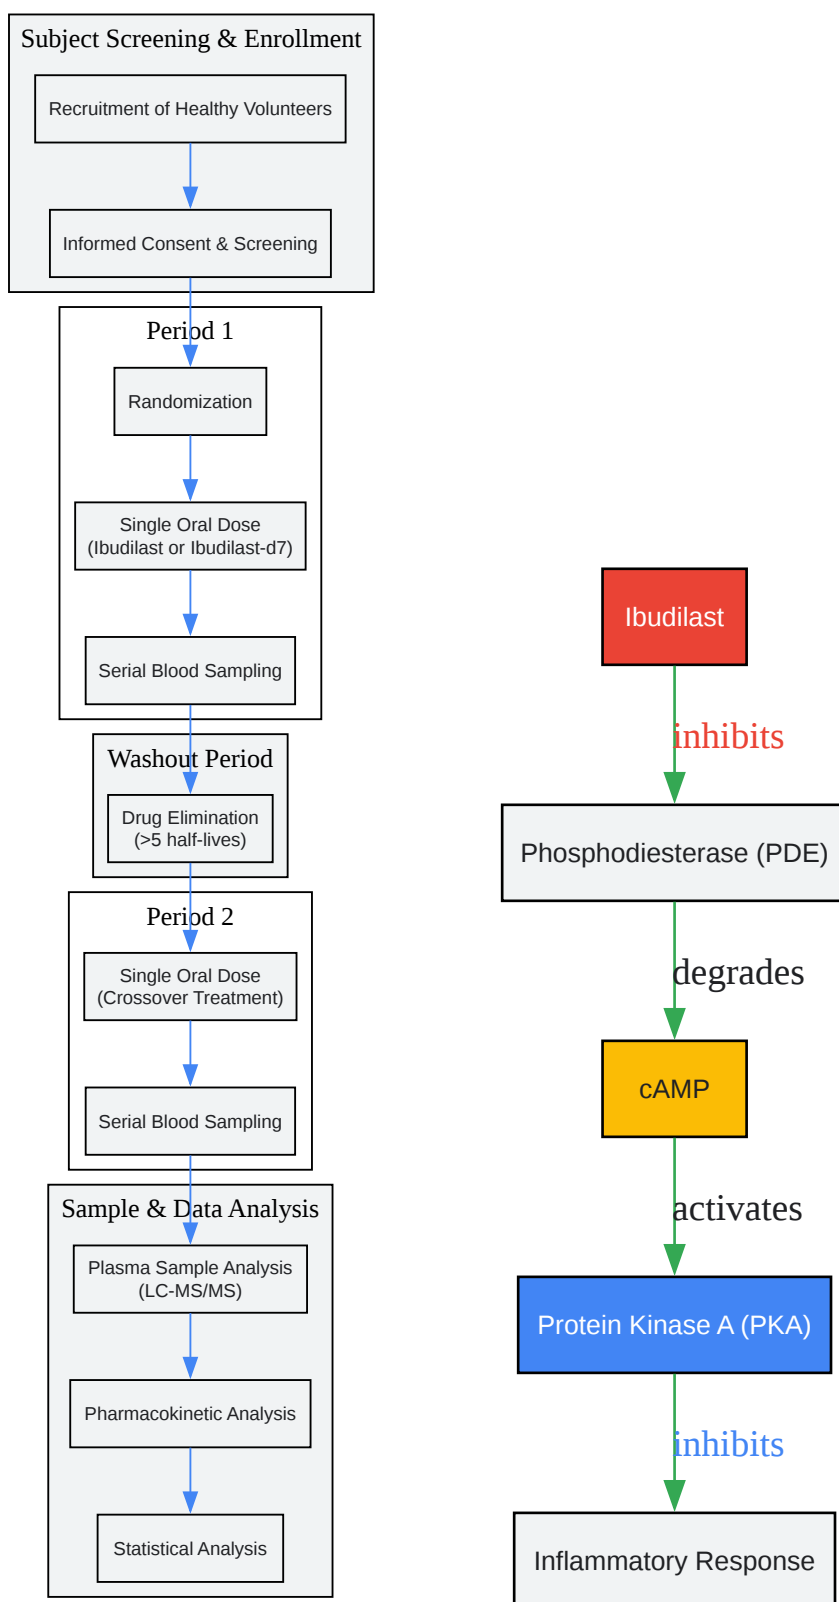 Subject Screening & Enrollment
Recruitment of Healthy Volunteers
Informed Consent & Screening
Period 1
Randomization
Single Oral Dose
(Ibudilast or Ibudilast-d7)
Serial Blood Sampling
Washout Period
Drug Elimination
(>5 half-lives)
Period 2
Single Oral Dose
(Crossover Treatment)
Serial Blood Sampling
Sample & Data Analysis
Plasma Sample Analysis
(LC-MS/MS)
Pharmacokinetic Analysis
Statistical Analysis
Ibudilast
inhibits
Phosphodiesterase (PDE)
degrades
cAMP
activates
Protein Kinase A (PKA)
inhibits
Inflammatory Response